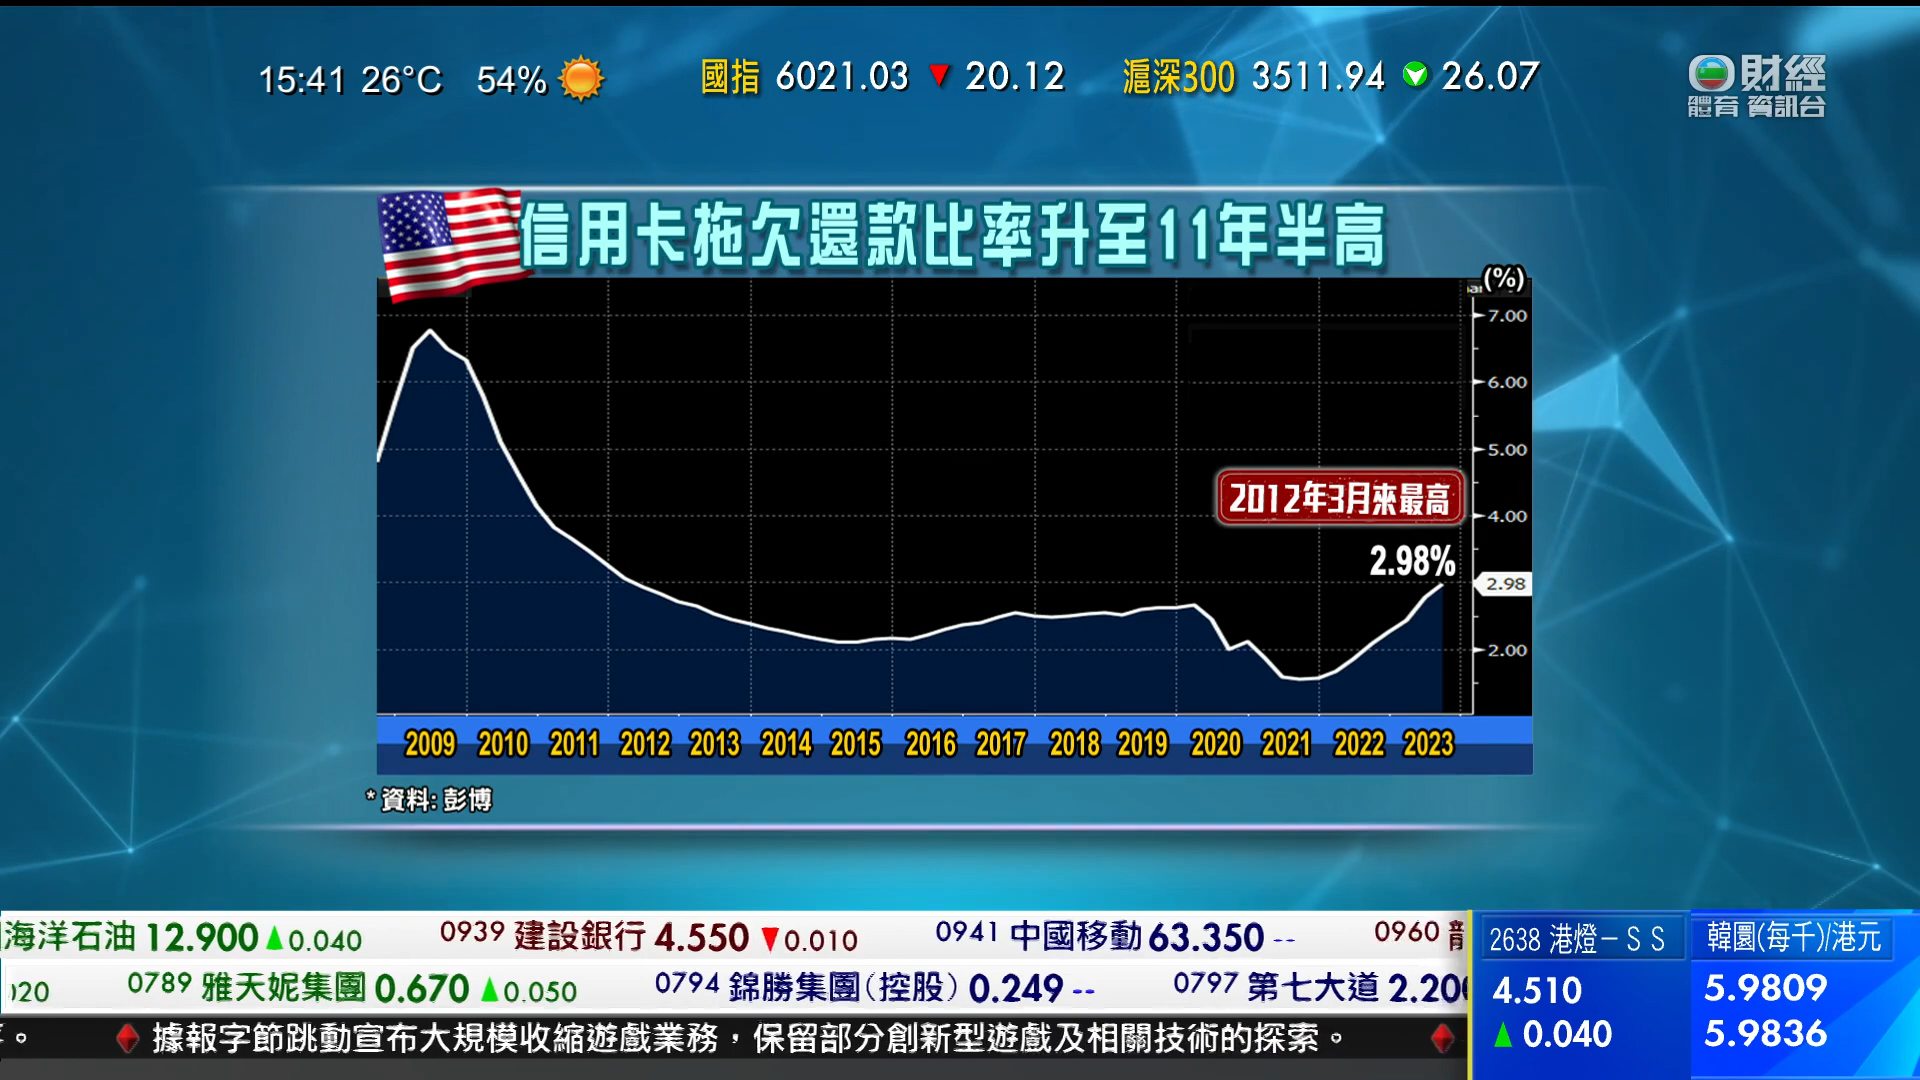 15:41 26°C 54% 國指 6021.03 ▼ 20.12 滬深300 3511.94 26.07
財經
體育 資訊台
信用卡拖欠還款比率升至11年半高
(%)
7.00
6.00
5.00
2012年3月來最高
4.00
2.98%
2.98
2.00
2009 2010 2011 2012 2013 2014 2015 2016 2017 2018 2019 2020 2021 2022 2023
*資料: 彭博
海洋石油 12.900 ▲ 0.040 0939 建設銀行 4.550 ▼ 0.010 0941 中國移動 63.350 -- 0960
20 0789 雅天妮集團 0.670 ▲ 0.050 0794 錦勝集團(控股) 0.249 -- 0797 第七大道 2.200
。 ♦ 據報字節跳動宣布大規模收縮遊戲業務，保留部分創新型遊戲及相關技術的探索。 ♦
2638 港燈－ＳＳ
4.510
▲ 0.040
韓圜(每千)/港元
5.9809
5.9836